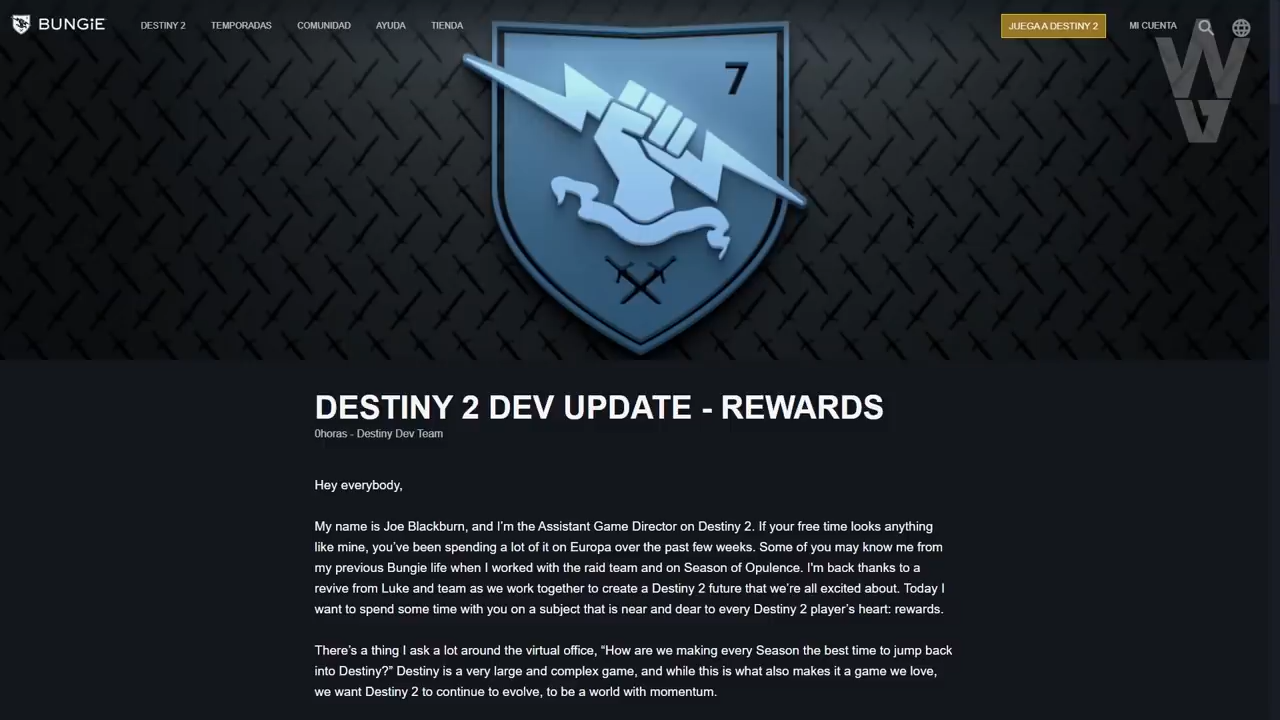 BUNGiE
DESTINY 2
TEMPORADAS
COMUNIDAD
AYUDA
TIENDA
JUEGA A DESTINY 2
MI CUENTA
WG
7
DESTINY 2 DEV UPDATE - REWARDS
0horas - Destiny Dev Team
Hey everybody,
My name is Joe Blackburn, and I'm the Assistant Game Director on Destiny 2. If your free time looks anything
like mine, you've been spending a lot of it on Europa over the past few weeks. Some of you may know me from
my previous Bungie life when I worked with the raid team and on Season of Opulence. I'm back thanks to a
revive from Luke and team as we work together to create a Destiny 2 future that we're all excited about. Today I
want to spend some time with you on a subject that is near and dear to every Destiny 2 player's heart: rewards.
There's a thing I ask a lot around the virtual office, “How are we making every Season the best time to jump back
into Destiny?” Destiny is a very large and complex game, and while this is what also makes it a game we love,
we want Destiny 2 to continue to evolve, to be a world with momentum.